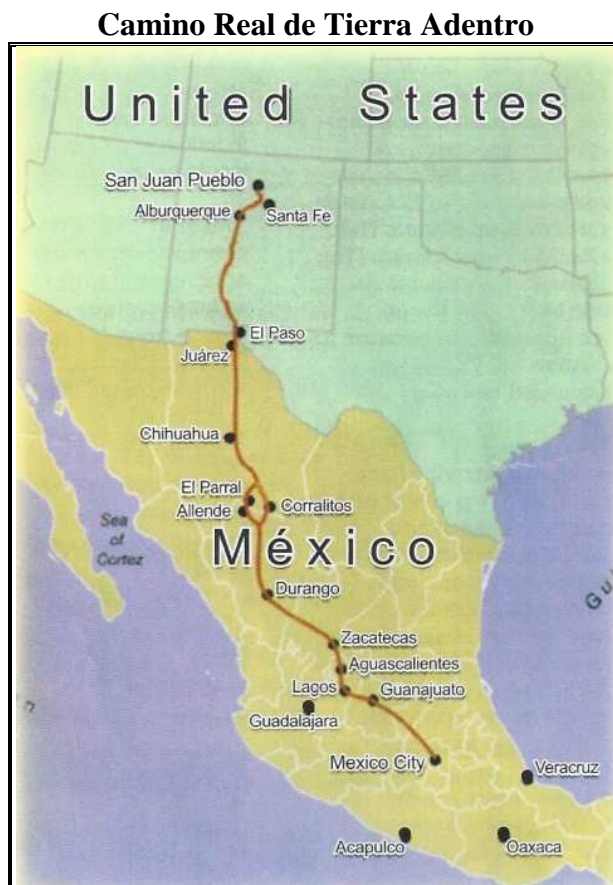 Camino Real de Tierra Adentro
United States
San Juan Pueblo
Alburquerque
Santa Fe
El Paso
Juárez
Chihuahua
El Parral
Corralitos
Allende
Sea
of
Cortez
México
Durango
Zacatecas
Aguascalientes
Lagos
Guanajuato
Guadalajara
Mexico City
Veracruz
Acapulco
Oaxaca